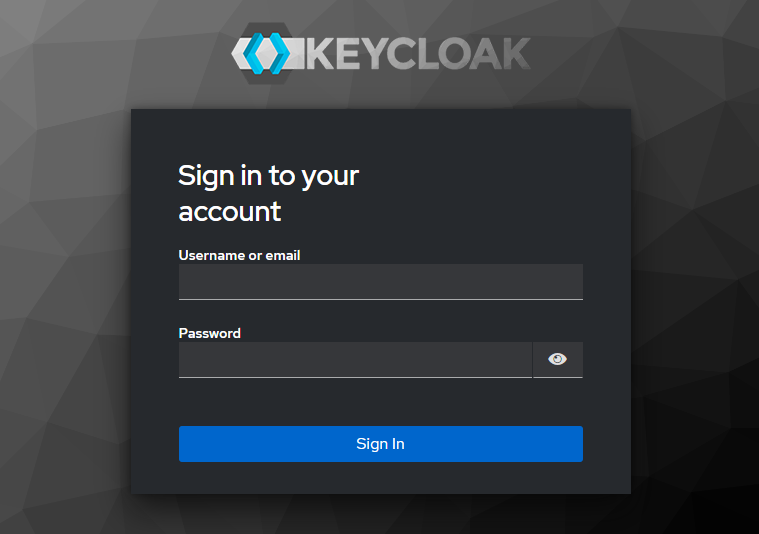 KEYCLOAK
Sign in to your
account
Username or email
Password
Sign In